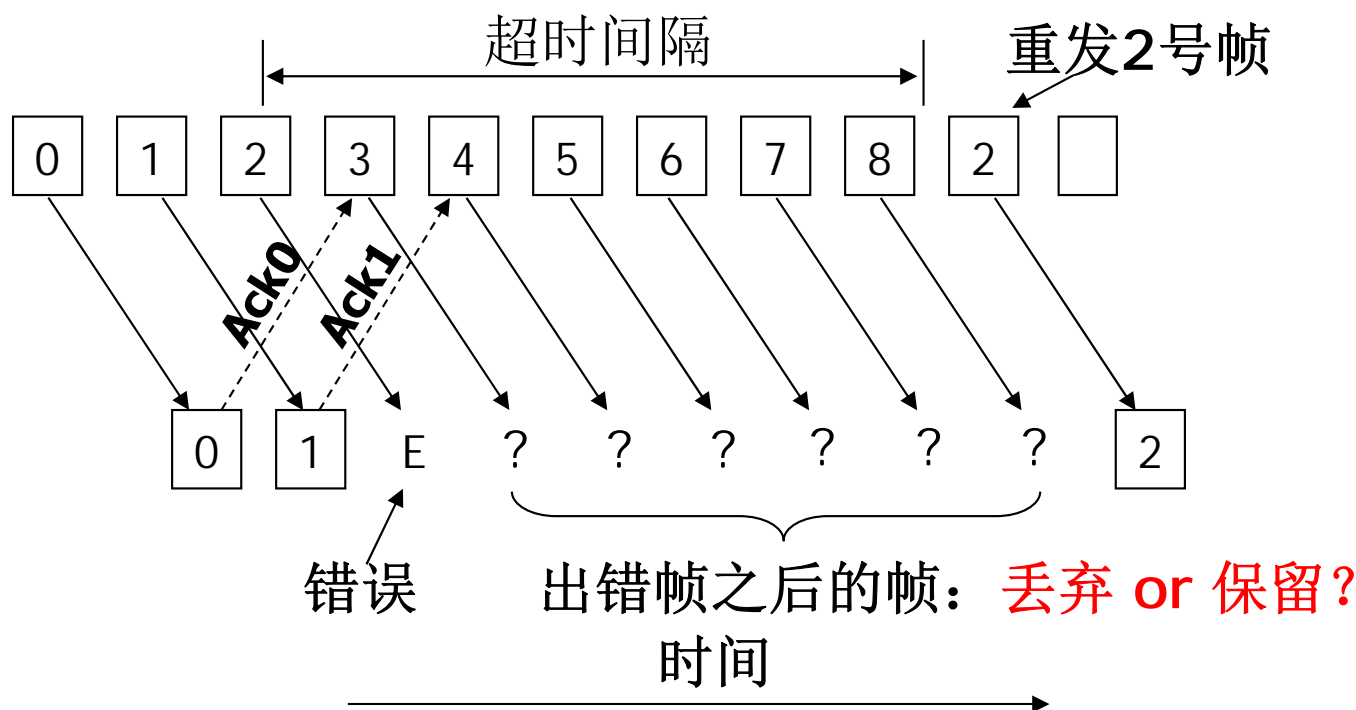 超时间隔
重发2号帧
0 1 2 3 4 5 6 7 8 2
Ack0 Ack1
0 1 E ? ? ? ? ? ? 2
错误
出错帧之后的帧：丢弃 or 保留？
时间